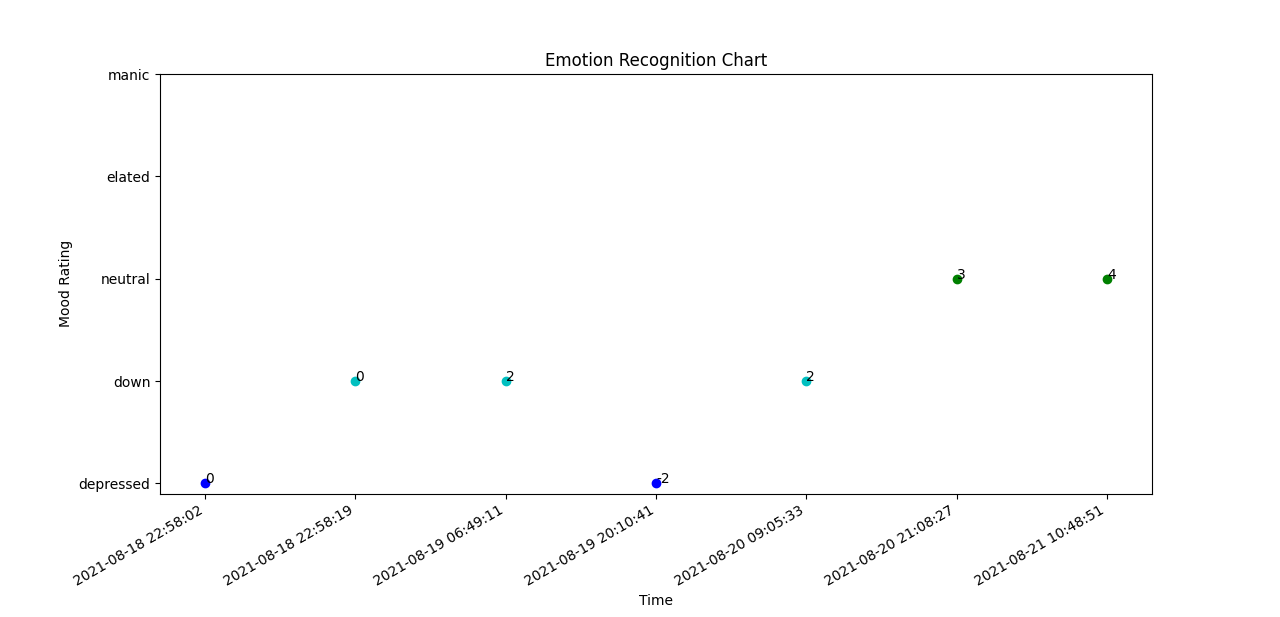 Emotion Recognition Chart
manic
elated
neutral
down
depressed
Mood Rating
0
0
2
-2
2
3
4
2021-08-18 22:58:02
2021-08-18 22:58:19
2021-08-19 06:49:11
2021-08-19 20:10:41
2021-08-20 09:05:33
2021-08-20 21:08:27
2021-08-21 10:48:51
Time